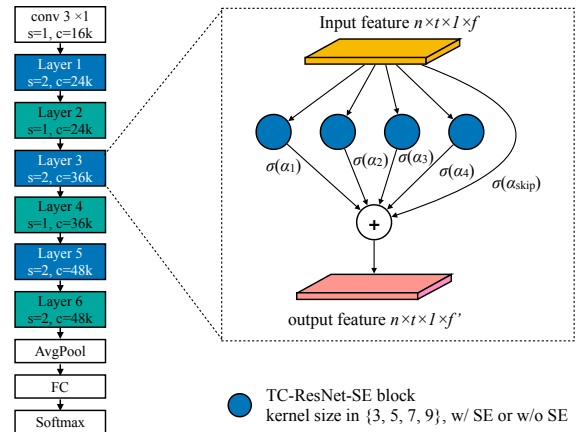 conv 3 ×1
s=1, c=16k
Layer 1
s=2, c=24k
Layer 2
s=1, c=24k
Layer 3
s=2, c=36k
Layer 4
s=1, c=36k
Layer 5
s=2, c=48k
Layer 6
s=2, c=48k
AvgPool
FC
Softmax
Input feature n×t×1×f
σ(α1)
σ(α2)
σ(α3)
σ(α4)
σ(αskip)
+
output feature n×t×1×f’
TC-ResNet-SE block
kernel size in {3, 5, 7, 9}, w/ SE or w/o SE